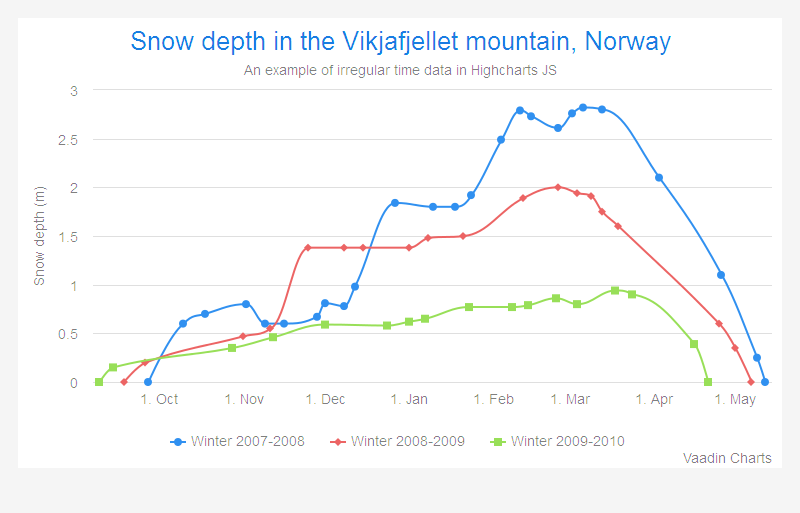 Snow depth in the Vikjafjellet mountain, Norway
An example of irregular time data in Highcharts JS
Snow depth (m)
3
2.5
2
1.5
1
0.5
0
1. Oct 1. Nov 1. Dec 1. Jan 1. Feb 1. Mar 1. Apr 1. May
Winter 2007-2008 Winter 2008-2009 Winter 2009-2010
Vaadin Charts